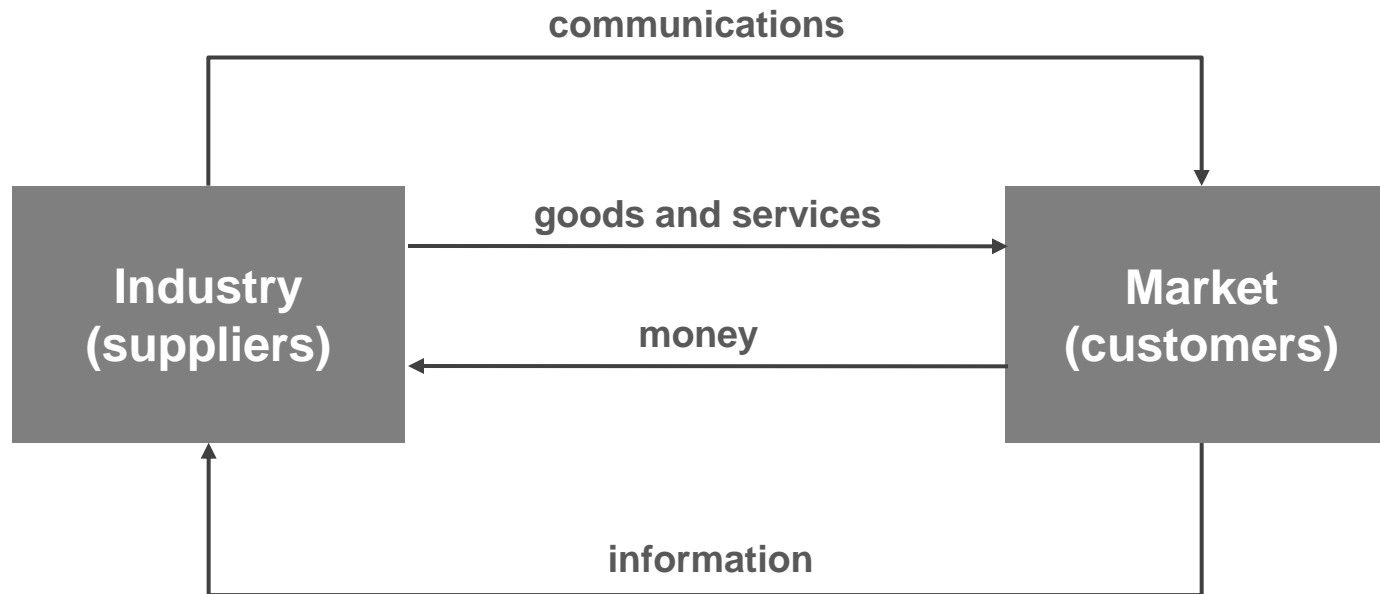 communications
goods and services
Industry
(suppliers)
Market
(customers)
money
information